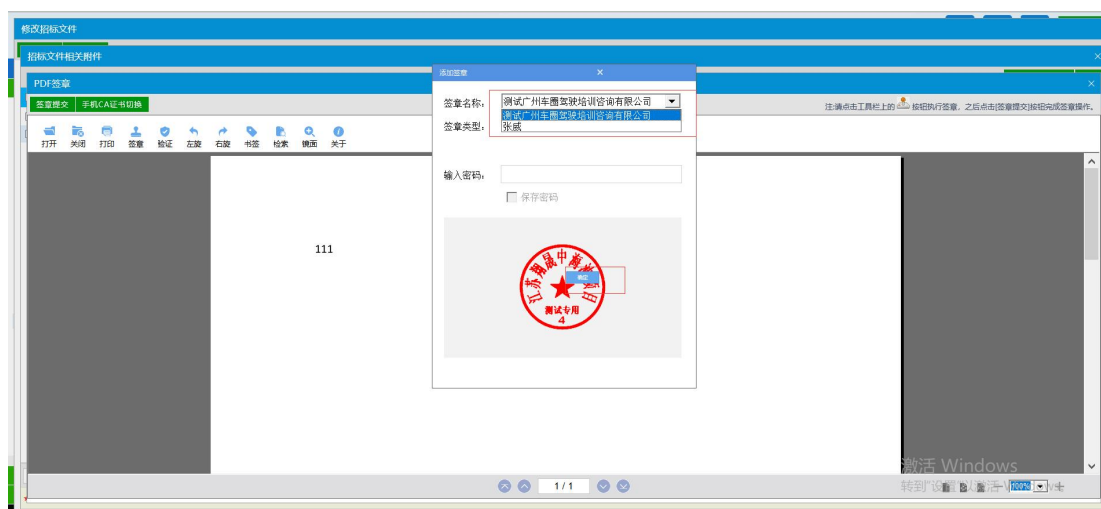 修改招标文件
招标文件相关附件
PDF签章
签章提交 手机CA证书切换
注:请点击工具栏上的 按钮执行签章，之后点击[签章提交]按钮完成签章操作。
打开 关闭 打印 签章 验证 左旋 右旋 书签 检索 镜面 关于
添加签章
签章名称:
测试广州车圈驾驶培训咨询有限公司
测试广州车圈驾驶培训咨询有限公司
签章类型:
张威
输入密码:
保存密码
111
江苏翔晟中海
项目
确定
测试专用
4
激活 Windows
1 / 1
100%